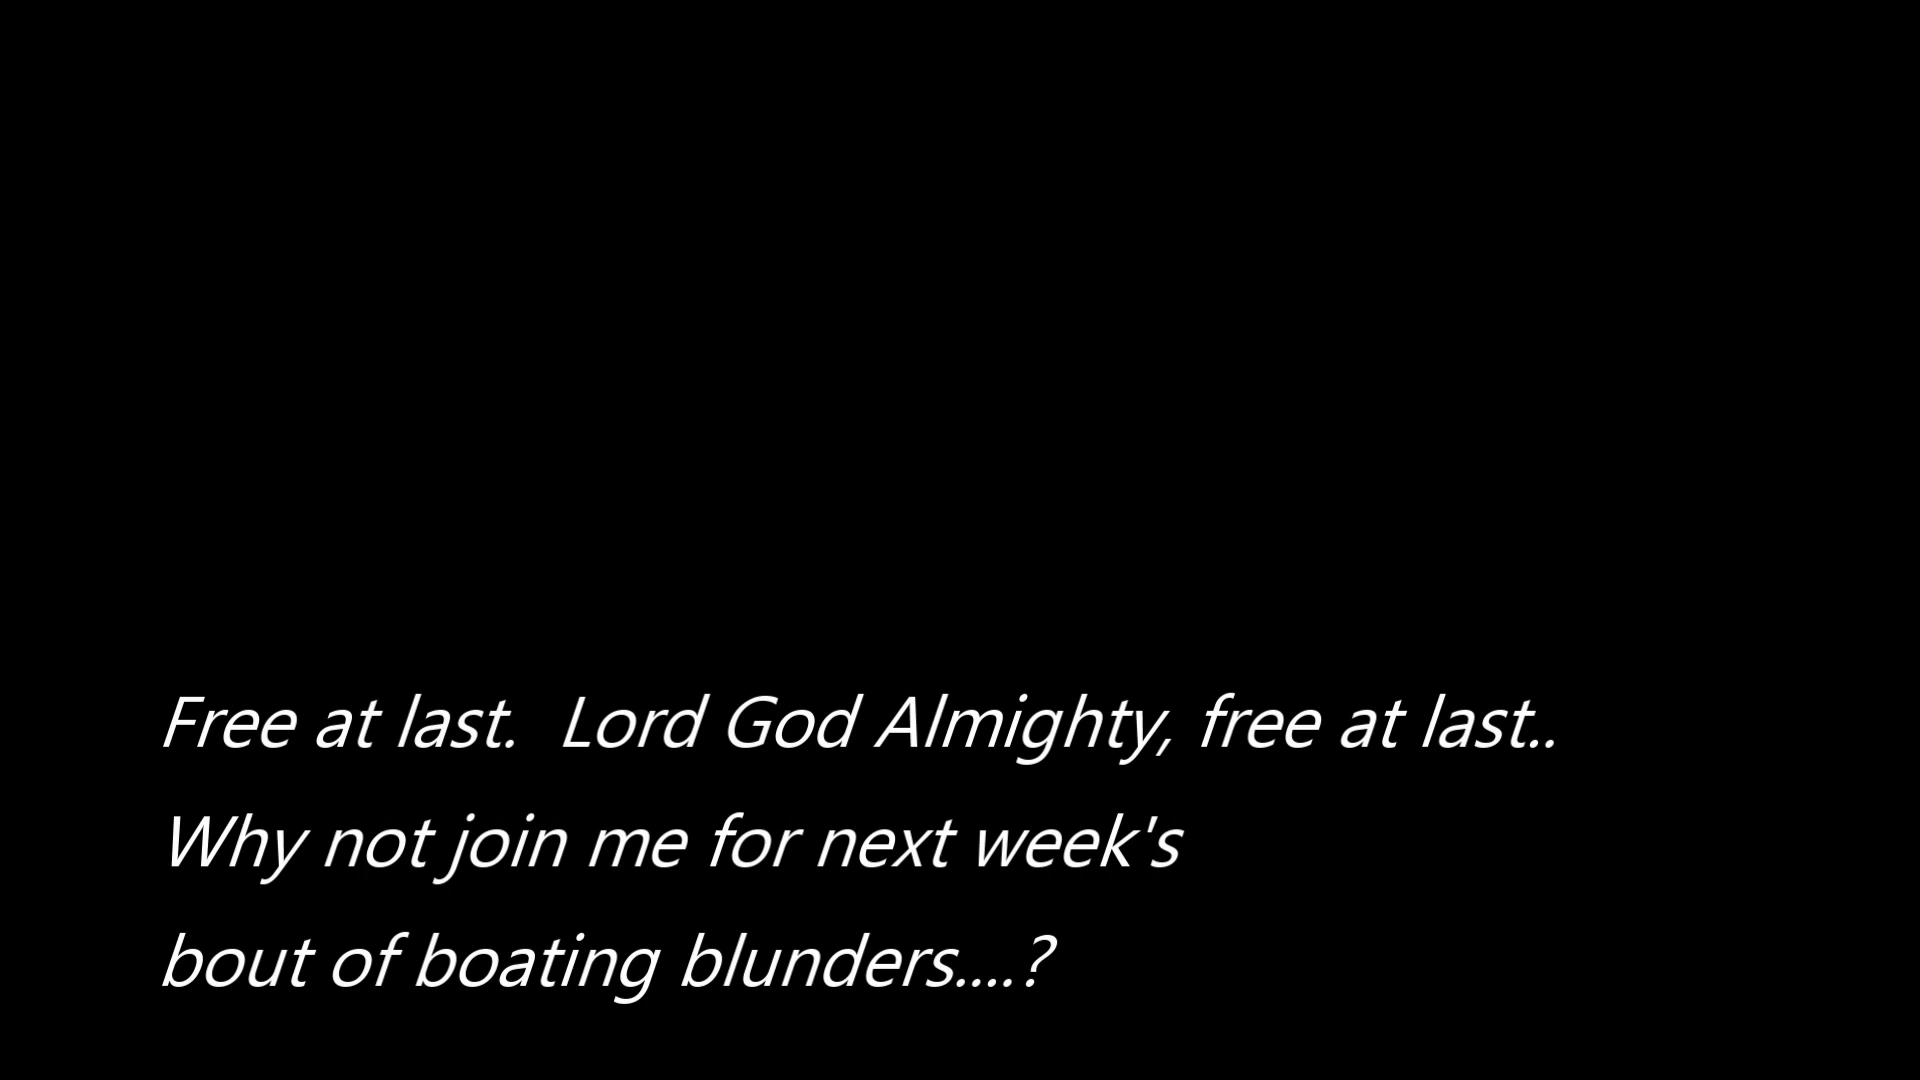 Free at last.  Lord God Almighty, free at last..
Why not join me for next week's
bout of boating blunders....?